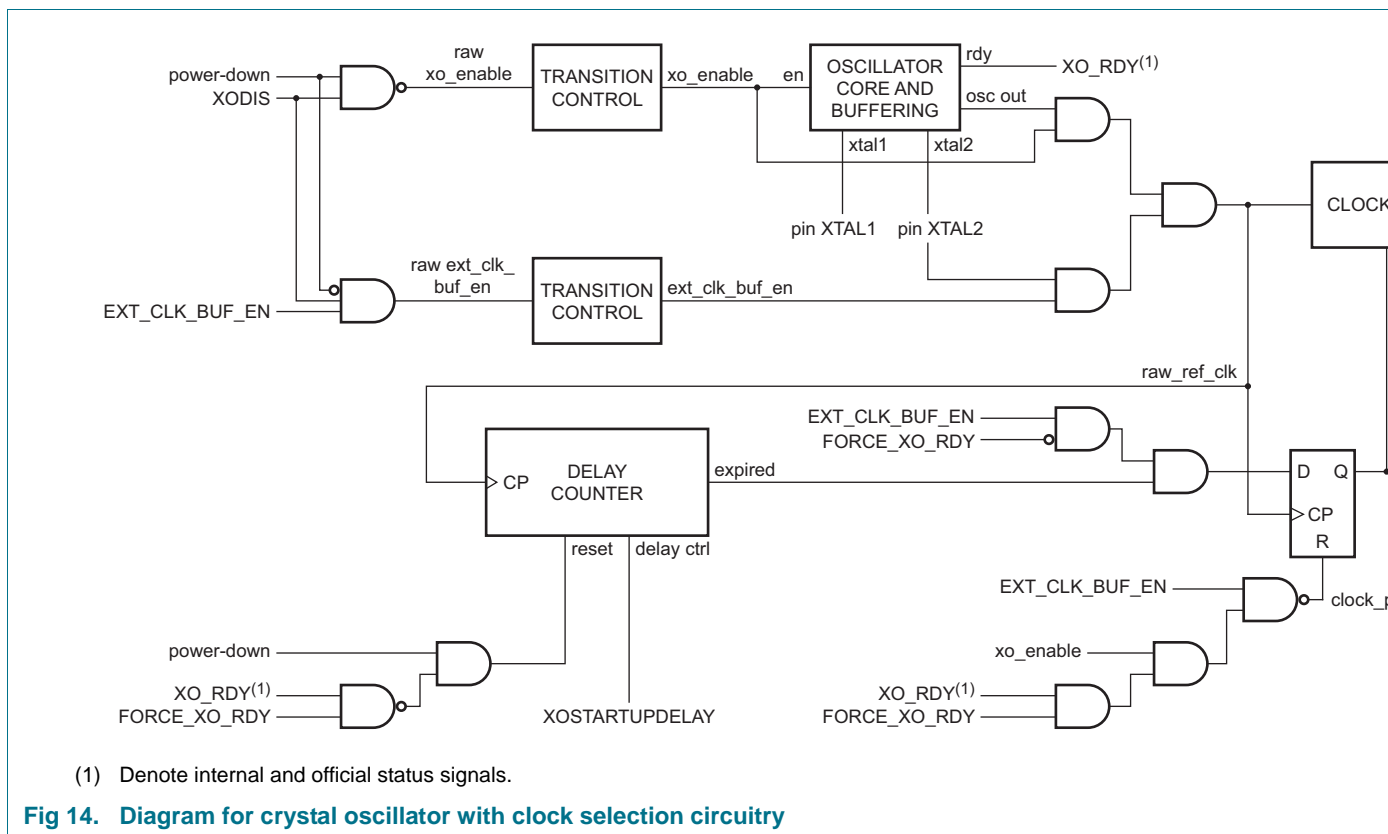 power-down
XODIS
raw
xo_enable
TRANSITION
CONTROL
xo_enable
en
OSCILLATOR
CORE AND
BUFFERING
rdy
XO_RDY(1)
osc out
xtal1
xtal2
pin XTAL1
pin XTAL2
CLOCK
EXT_CLK_BUF_EN
raw ext_clk_
buf_en
TRANSITION
CONTROL
ext_clk_buf_en
raw_ref_clk
EXT_CLK_BUF_EN
FORCE_XO_RDY
CP
DELAY
COUNTER
expired
reset
delay ctrl
D
Q
CP
R
EXT_CLK_BUF_EN
clock_p
power-down
XO_RDY(1)
FORCE_XO_RDY
XOSTARTUPDELAY
xo_enable
XO_RDY(1)
FORCE_XO_RDY
(1) Denote internal and official status signals.
Fig 14. Diagram for crystal oscillator with clock selection circuitry